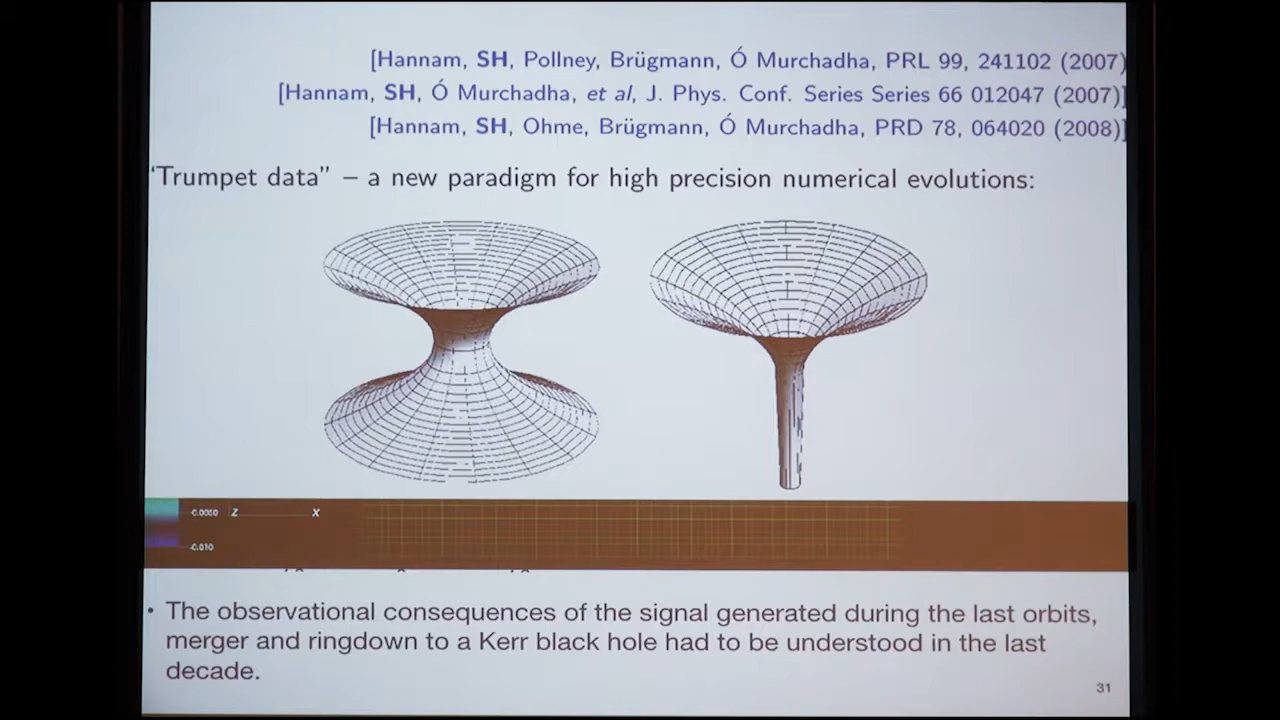 [Hannam, SH, Pollney, Brügmann, Ó Murchadha, PRL 99, 241102 (2007)
[Hannam, SH, Ó Murchadha, et al, J. Phys. Conf. Series Series 66 012047 (2007)]
[Hannam, SH, Ohme, Brügmann, Ó Murchadha, PRD 78, 064020 (2008)]
"Trumpet data” – a new paradigm for high precision numerical evolutions:
-0.0000 Z X
-0.010
• The observational consequences of the signal generated during the last orbits,
merger and ringdown to a Kerr black hole had to be understood in the last
decade.
31